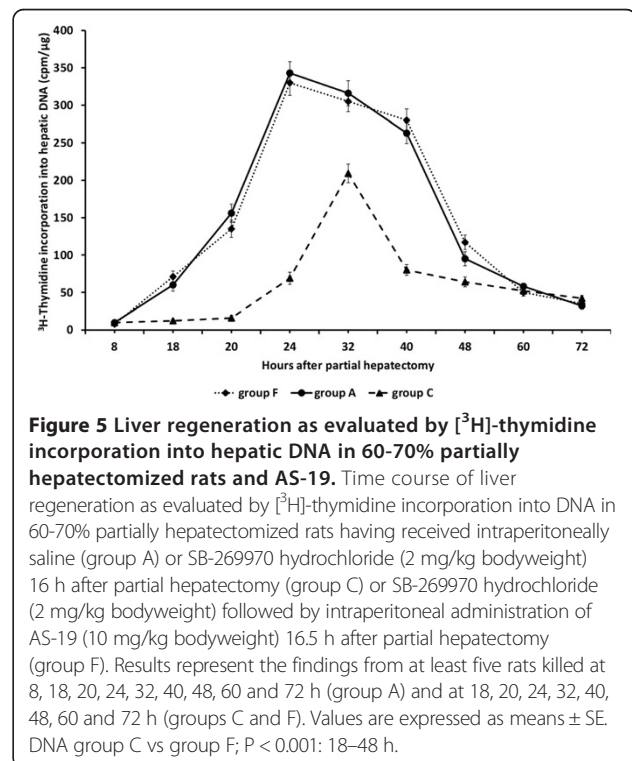 ³H-Thymidine incorporation into hepatic DNA (cpm/µg)
400
350
300
250
200
150
100
50
0
8 18 20 24 32 40 48 60 72
Hours after partial hepatectomy
group F group A group C
Figure 5 Liver regeneration as evaluated by [³H]-thymidine
incorporation into hepatic DNA in 60-70% partially
hepatectomized rats and AS-19. Time course of liver
regeneration as evaluated by [³H]-thymidine incorporation into DNA in
60-70% partially hepatectomized rats having received intraperitoneally
saline (group A) or SB-269970 hydrochloride (2 mg/kg bodyweight)
16 h after partial hepatectomy (group C) or SB-269970 hydrochloride
(2 mg/kg bodyweight) followed by intraperitoneal administration of
AS-19 (10 mg/kg bodyweight) 16.5 h after partial hepatectomy
(group F). Results represent the findings from at least five rats killed at
8, 18, 20, 24, 32, 40, 48, 60 and 72 h (group A) and at 18, 20, 24, 32, 40,
48, 60 and 72 h (groups C and F). Values are expressed as means ± SE.
DNA group C vs group F; P < 0.001: 18–48 h.